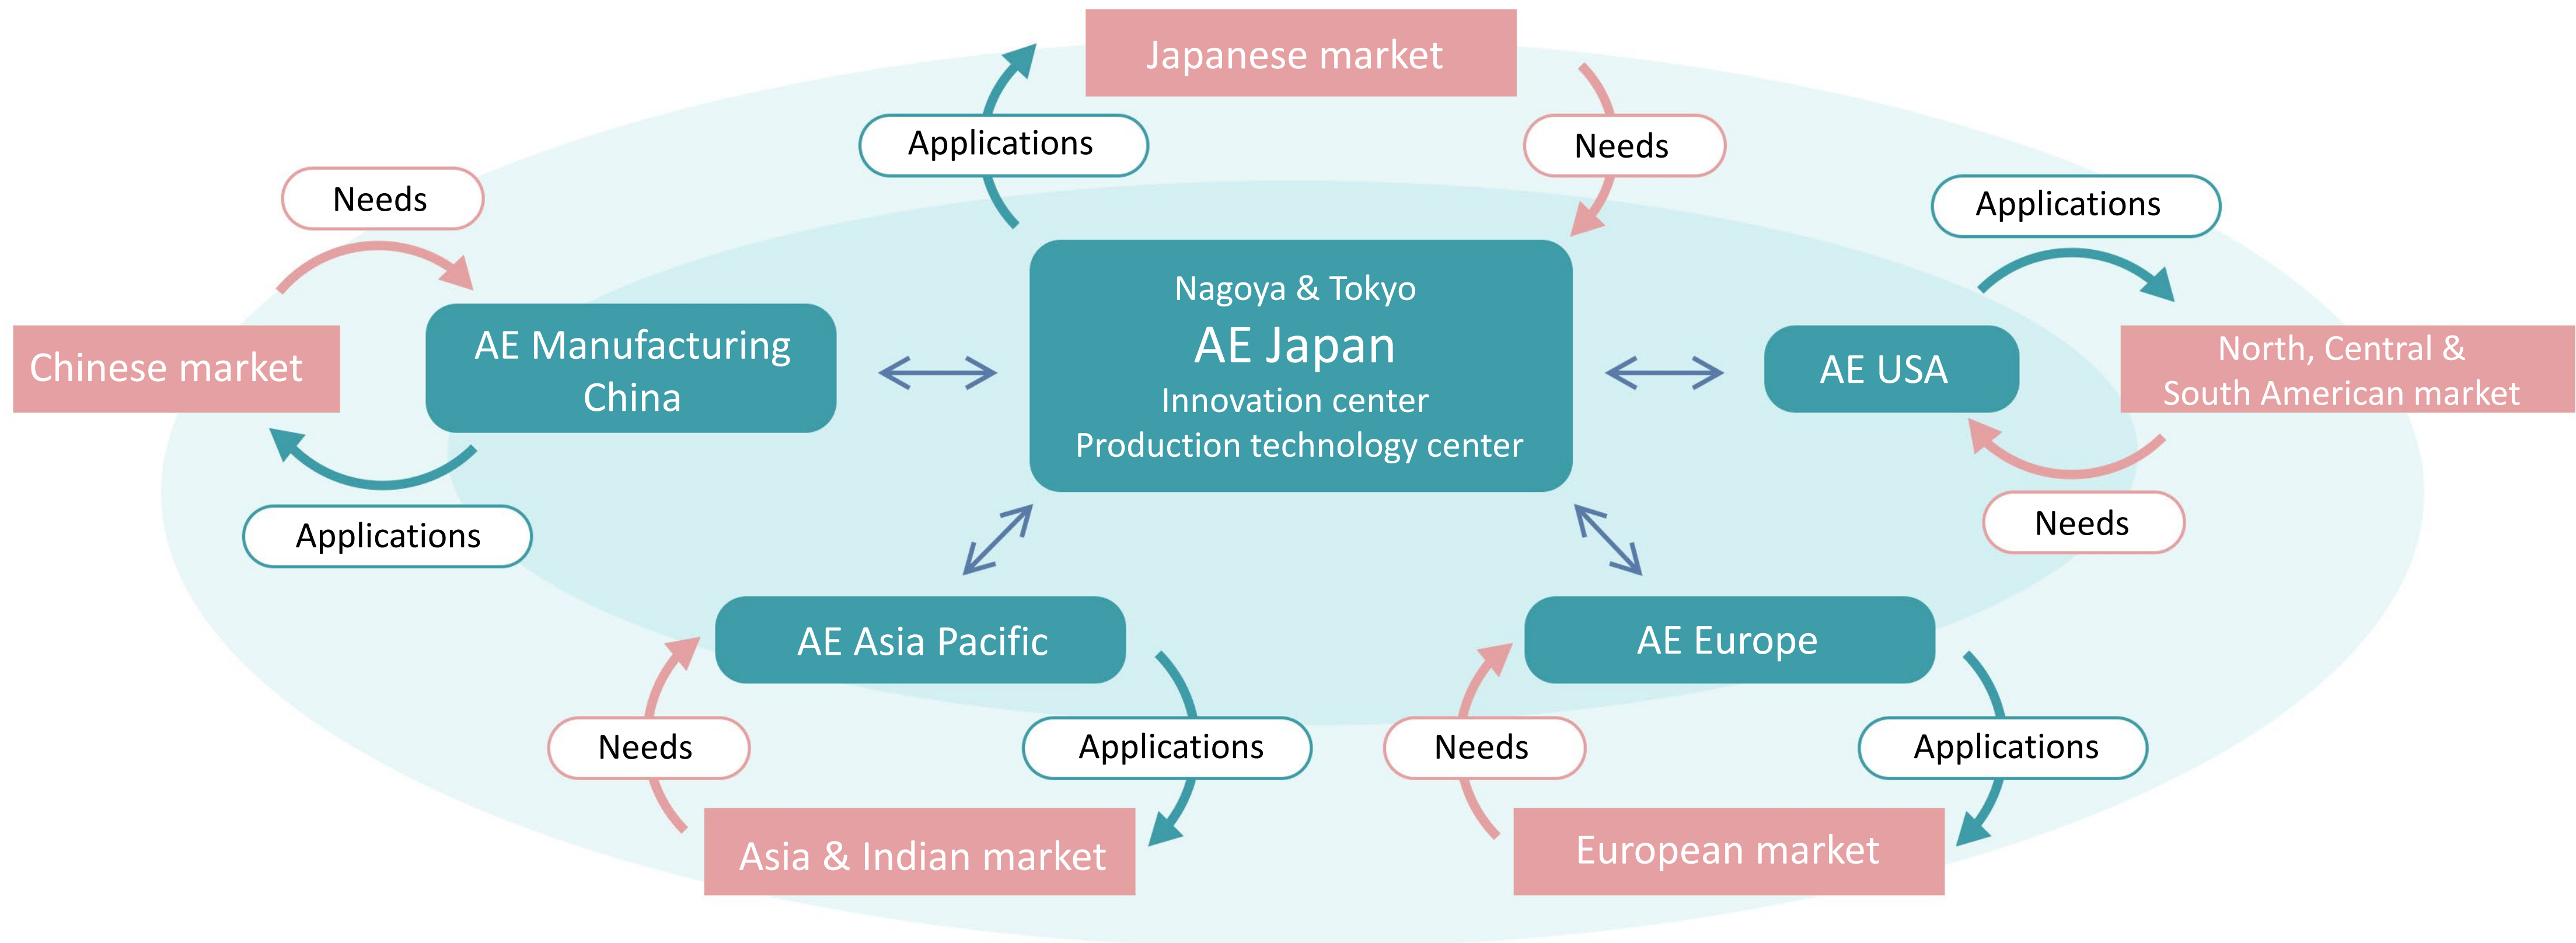 Japanese market
Applications
Needs
Needs
Applications
Nagoya & Tokyo
AE Japan
Innovation center
Production technology center
Chinese market
AE Manufacturing
China
AE USA
North, Central &
South American market
Applications
Needs
AE Asia Pacific
AE Europe
Needs
Applications
Needs
Applications
Asia & Indian market
European market